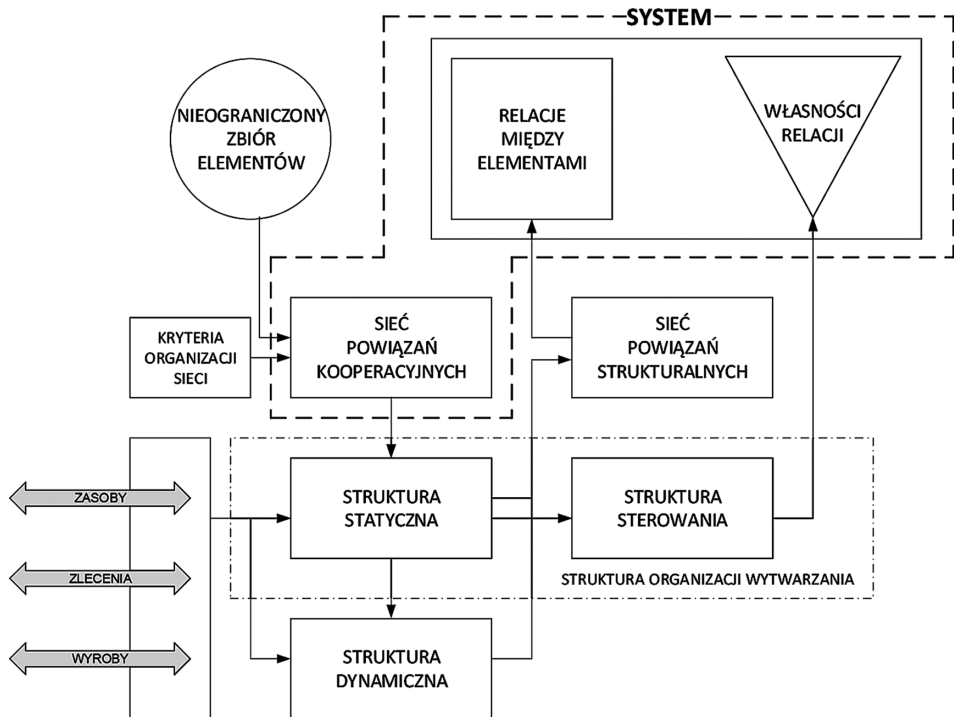 SYSTEM
NIEOGRANICZONY
ZBIÓR
ELEMENTÓW
RELACJE
MIĘDZY
ELEMENTAMI
WŁASNOŚCI
RELACJI
KRYTERIA
ORGANIZACJI
SIECI
SIEĆ
POWIĄZAŃ
KOOPERACYJNYCH
SIEĆ
POWIĄZAŃ
STRUKTURALNYCH
ZASOBY
STRUKTURA
STATYCZNA
STRUKTURA
STEROWANIA
ZLECENIA
STRUKTURA ORGANIZACJI WYTWARZANIA
WYROBY
STRUKTURA
DYNAMICZNA